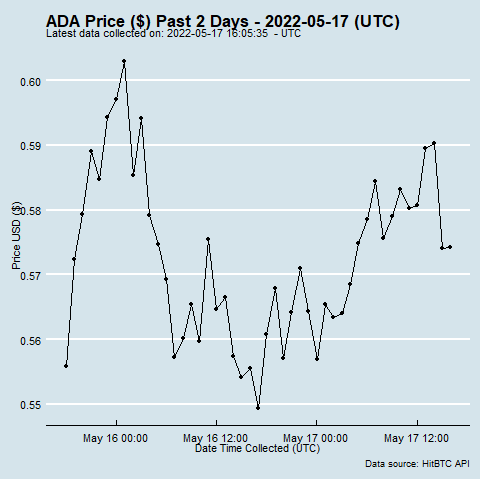 ADA Price ($) Past 2 Days - 2022-05-17 (UTC)
Latest data collected on: 2022-05-17 16:05:35 - UTC
0.60
0.59
0.58
0.57
0.56
0.55
Price USD ($)
May 16 00:00
May 16 12:00
May 17 00:00
May 17 12:00
Date Time Collected (UTC)
Data source: HitBTC API